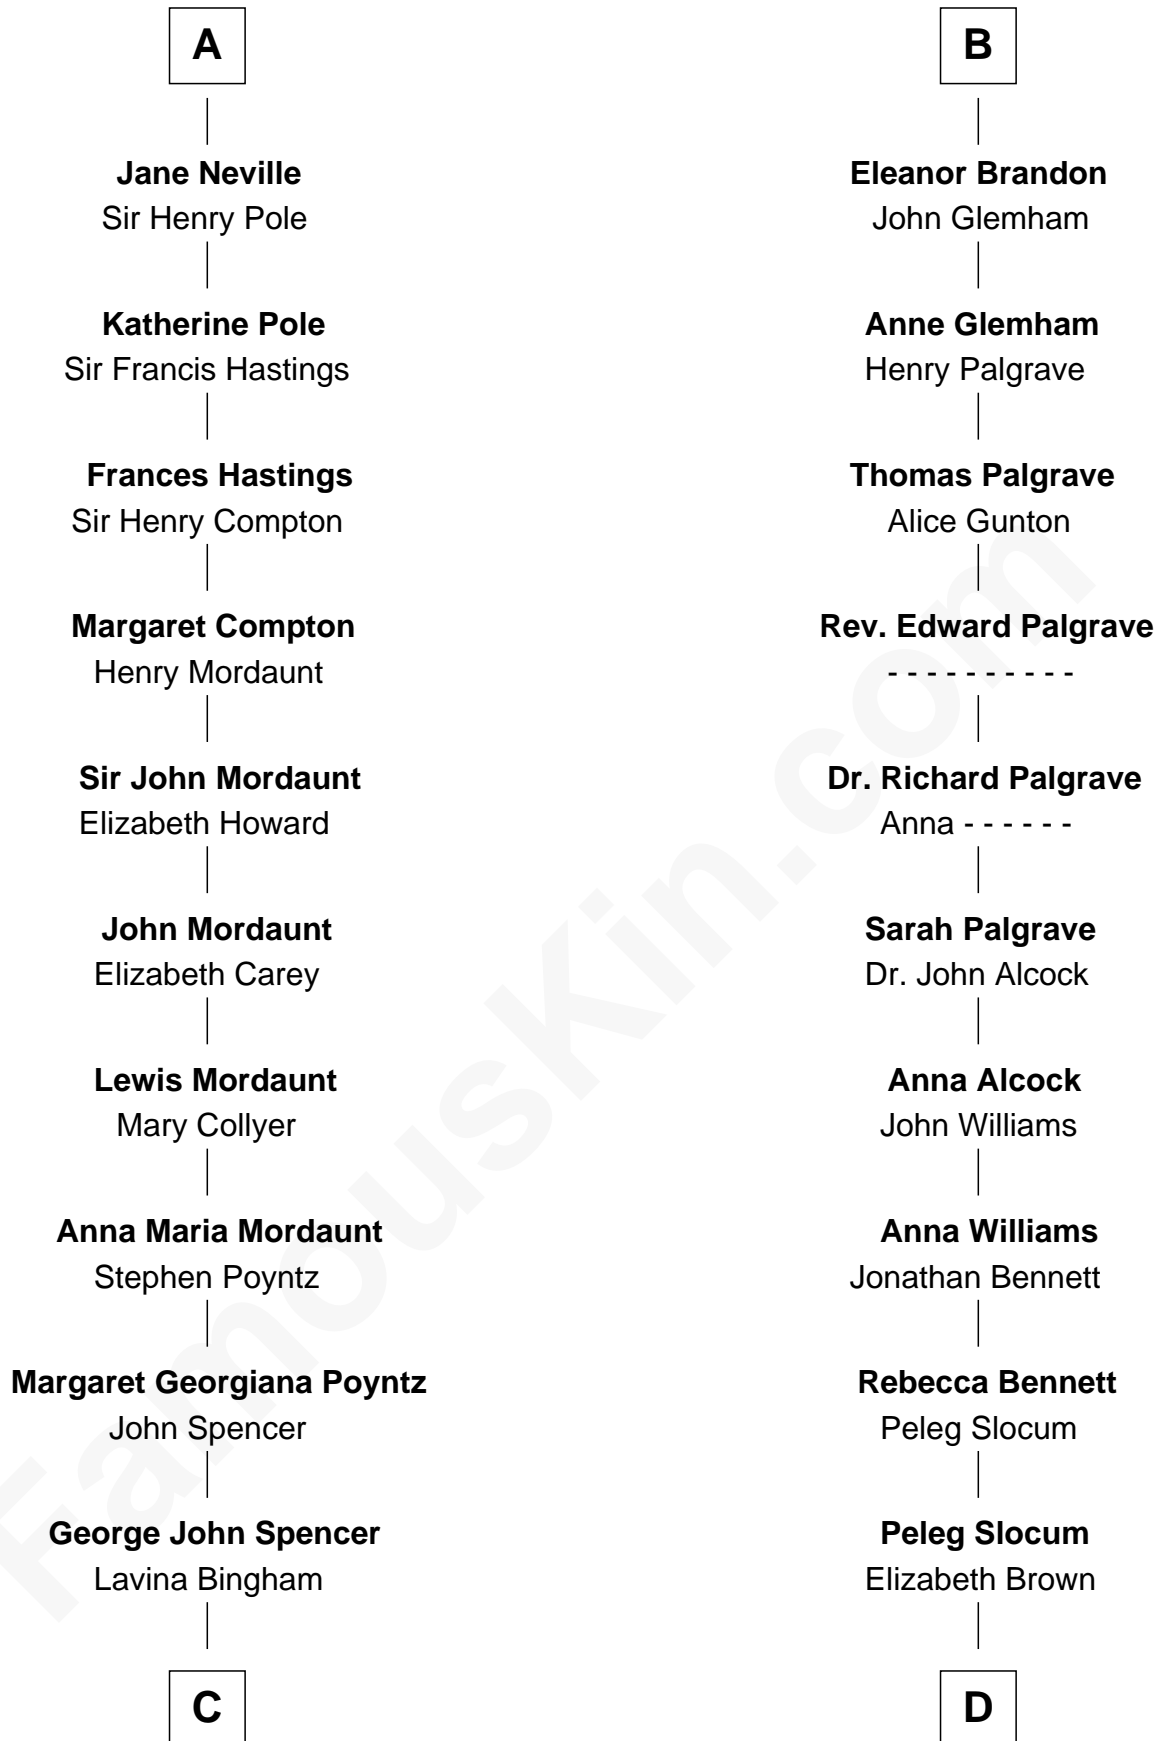 A
Jane Neville
Sir Henry Pole
Katherine Pole
Sir Francis Hastings
Frances Hastings
Sir Henry Compton
Margaret Compton
Henry Mordaunt
Sir John Mordaunt
Elizabeth Howard
John Mordaunt
Elizabeth Carey
Lewis Mordaunt
Mary Collyer
Anna Maria Mordaunt
Stephen Poyntz
Margaret Georgiana Poyntz
John Spencer
George John Spencer
Lavina Bingham
C
B
Eleanor Brandon
John Glemham
Anne Glemham
Henry Palgrave
Thomas Palgrave
Alice Gunton
Rev. Edward Palgrave
- - - - - - - - - -
Dr. Richard Palgrave
Anna - - - - - -
Sarah Palgrave
Dr. John Alcock
Anna Alcock
John Williams
Anna Williams
Jonathan Bennett
Rebecca Bennett
Peleg Slocum
Peleg Slocum
Elizabeth Brown
D
FamousKin.com